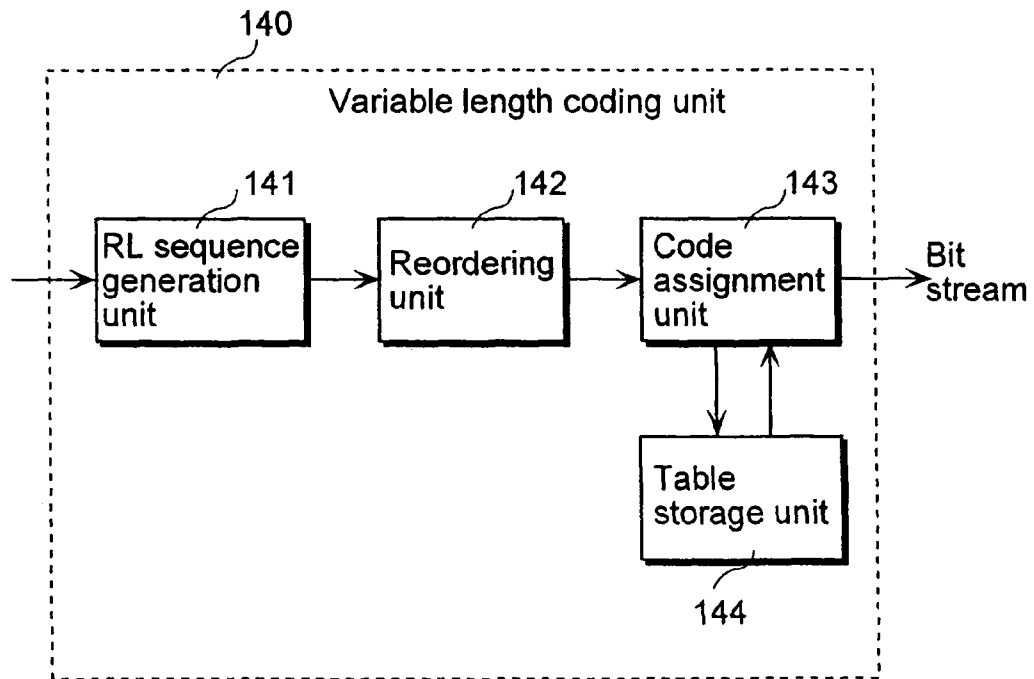 140
Variable length coding unit
141
142
143
RL sequence
generation
unit
Reordering
unit
Code
assignment
unit
Bit
stream
Table
storage unit
144